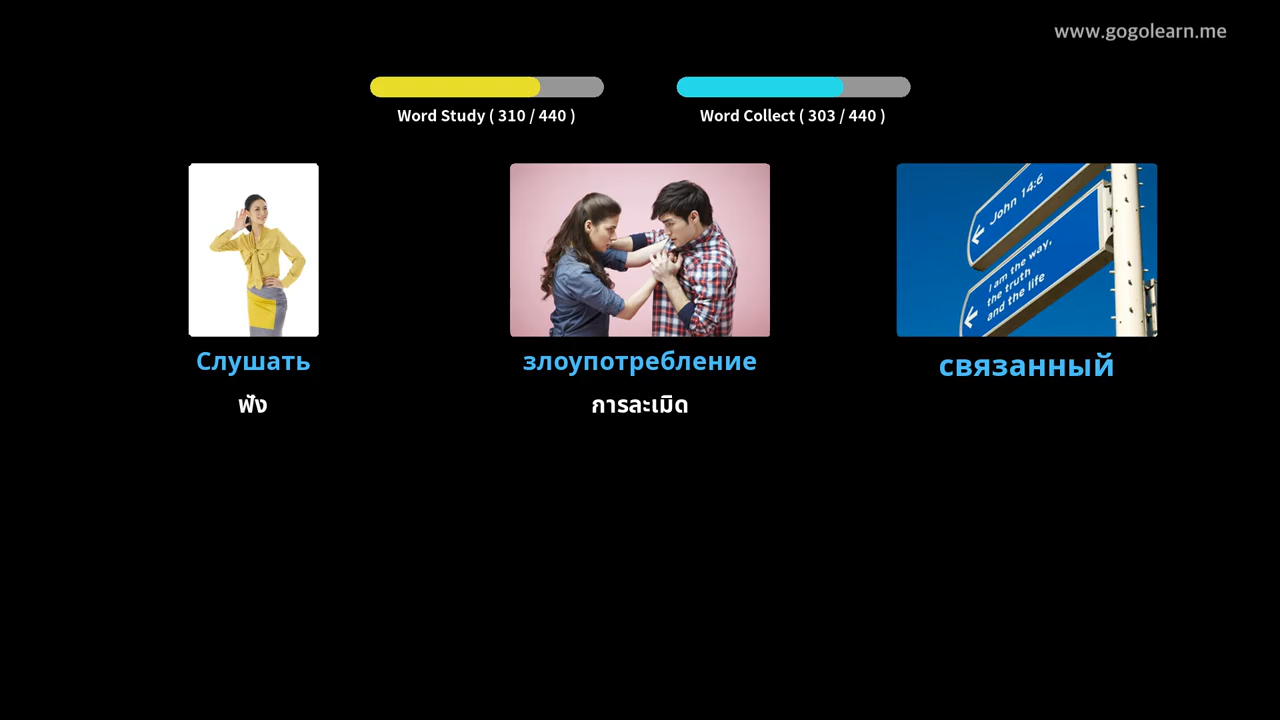 www.gogolearn.me
Word Study ( 310 / 440 )
Word Collect ( 303 / 440 )
John 14:6
I am the way,
the truth
and the life
Слушать
злоупотребление
связанный
ฟัง
การละเมิด